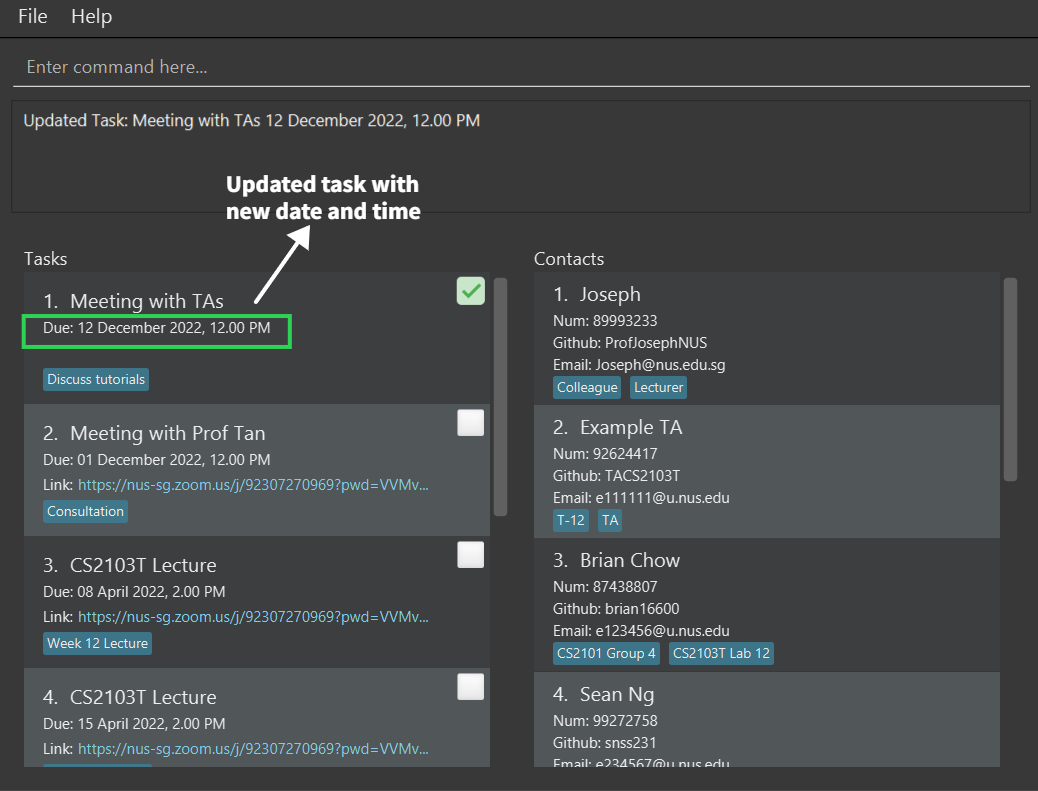 File Help
Enter command here...
Updated Task: Meeting with TAs 12 December 2022, 12.00 PM
Updated task with
new date and time
Tasks
1. Meeting with TAs
Due: 12 December 2022, 12.00 PM
Discuss tutorials
2. Meeting with Prof Tan
Due: 01 December 2022, 12.00 PM
Link: https://nus-sg.zoom.us/j/92307270969?pwd=VVMv...
Consultation
3. CS2103T Lecture
Due: 08 April 2022, 2.00 PM
Link: https://nus-sg.zoom.us/j/92307270969?pwd=VVMv...
Week 12 Lecture
4. CS2103T Lecture
Due: 15 April 2022, 2.00 PM
Link: https://nus-sg.zoom.us/j/92307270969?pwd=VVMv...
Contacts
1. Joseph
Num: 89993233
Github: ProfJosephNUS
Email: Joseph@nus.edu.sg
Colleague Lecturer
2. Example TA
Num: 92624417
Github: TACS2103T
Email: e111111@u.nus.edu
T-12 TA
3. Brian Chow
Num: 87438807
Github: brian16600
Email: e123456@u.nus.edu
CS2101 Group 4 CS2103T Lab 12
4. Sean Ng
Num: 99272758
Github: snss231
Email: e234567@u.nus.edu